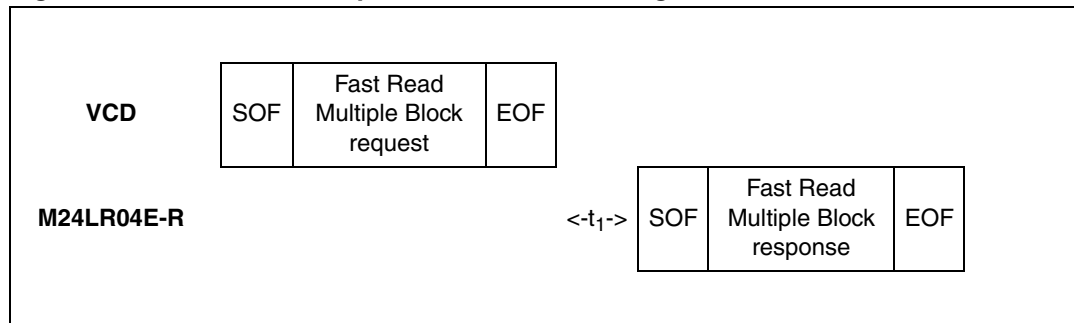 VCD
SOF
Fast Read
Multiple Block
request
EOF
M24LR04E-R
<-t1->
SOF
Fast Read
Multiple Block
response
EOF